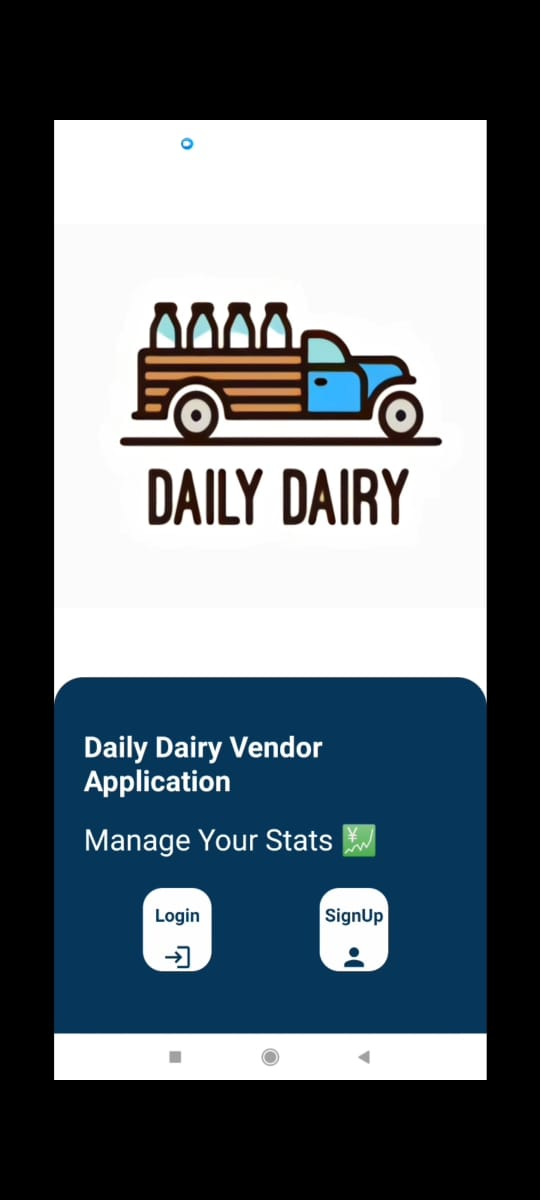 DAILY DAIRY
Daily Dairy Vendor
Application
Manage Your Stats 💹
Login
SignUp